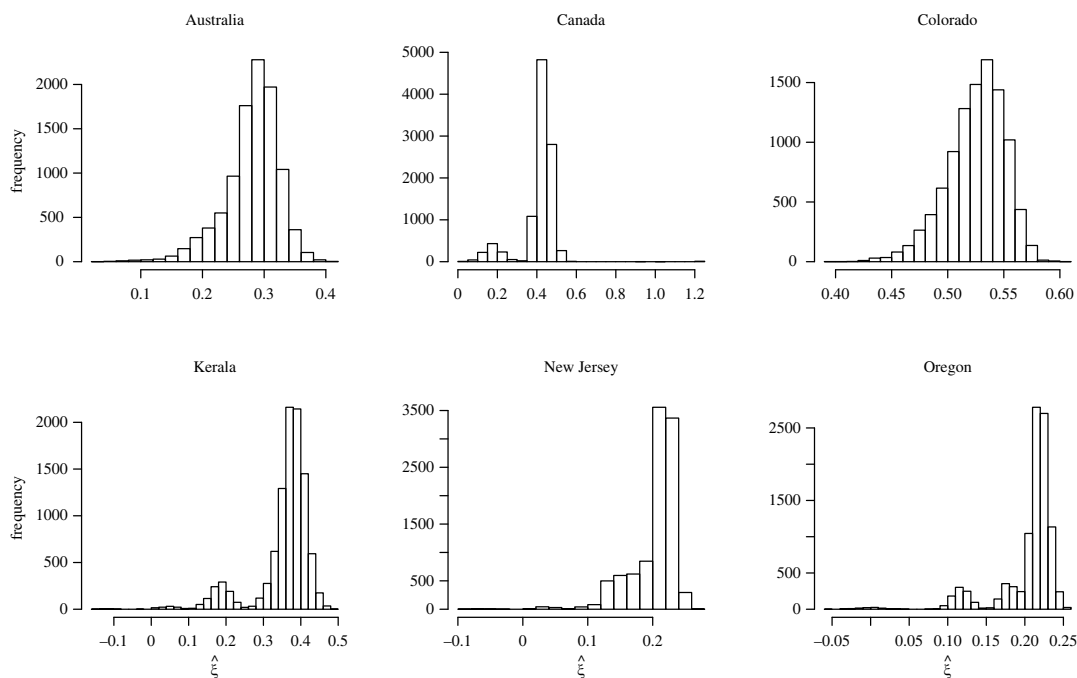 Australia
Canada
Colorado
frequency
2000
1500
1000
500
0
0.1 0.2 0.3 0.4
5000
4000
3000
2000
1000
0
0 0.2 0.4 0.6 0.8 1.0 1.2
1500
1000
500
0
0.40 0.45 0.50 0.55 0.60
Kerala
New Jersey
Oregon
frequency
2000
1500
1000
500
0
–0.1 0 0.1 0.2 0.3 0.4 0.5
ξ̂
3500
2500
1500
500
0
–0.1 0 0.1 0.2
ξ̂
2500
1500
500
0
–0.05 0.05 0.10 0.15 0.20 0.25
ξ̂